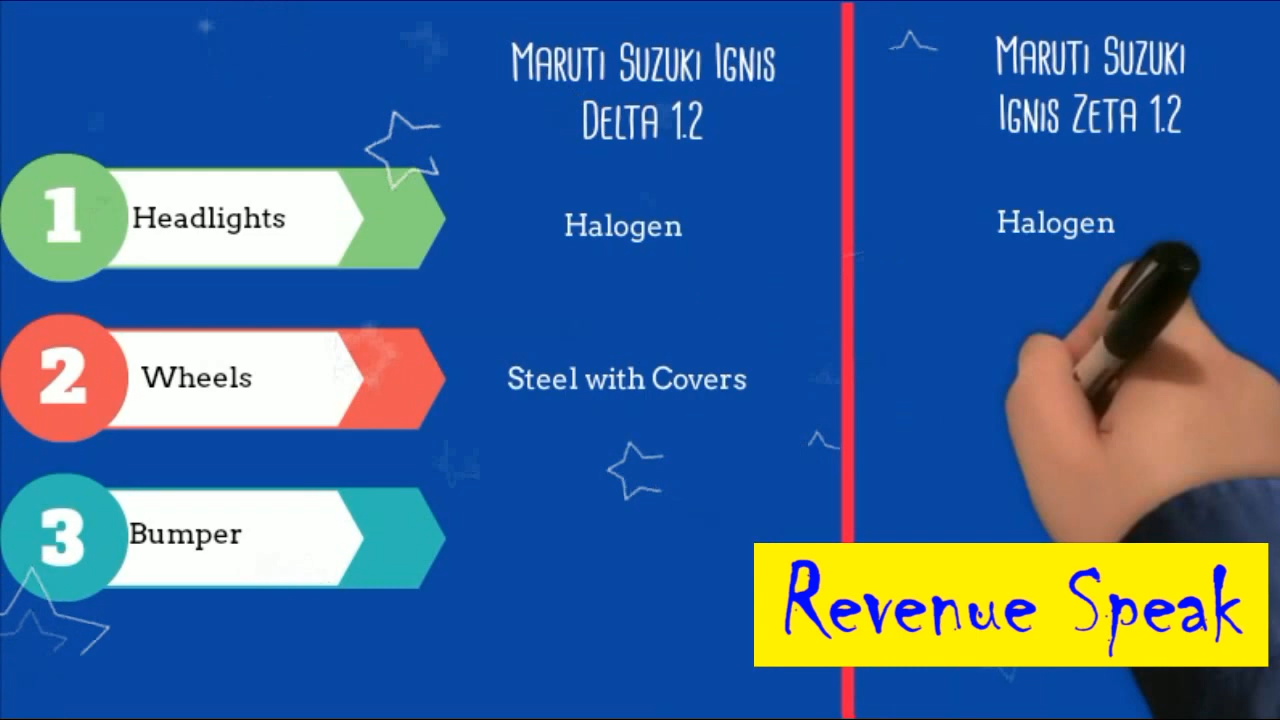 Maruti Suzuki Ignis
Delta 1.2
Maruti Suzuki
Ignis Zeta 1.2
1 Headlights
Halogen
Halogen
2 Wheels
Steel with Covers
3 Bumper
Revenue Speak